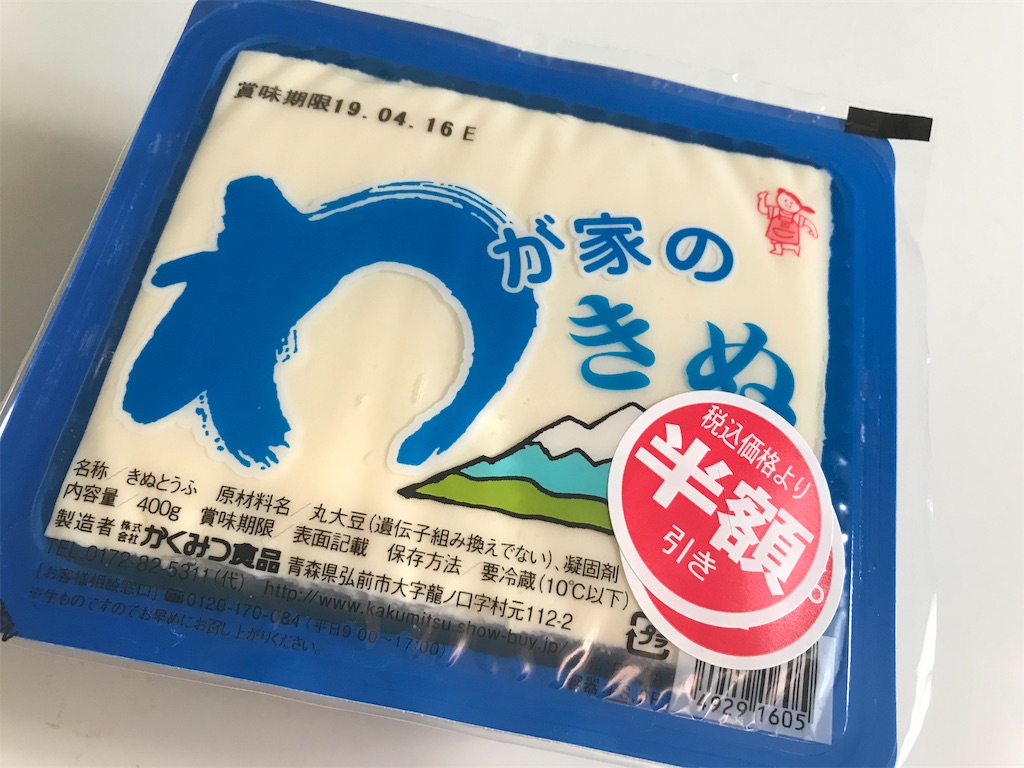 賞味期限19.04.16 E
わが家の
きぬ
税込価格より
半額
引き
名称／きぬとうふ 原材料名／丸大豆(遺伝子組み換えでない)、凝固剤
内容量／400g 賞味期限／表面記載 保存方法／要冷蔵(10℃以下)
製造者 株式会社 かくみつ食品 青森県弘前市大字龍ノ口字村元112-2
TEL.0172-82-5311(代) http://www.kakumitsu.show-buy.jp/
[お客様相談窓口] 0120-170-084(平日9:00〜17:00)
※生ものですのでお早めにお召し上がりください。
プラ
4929 1605